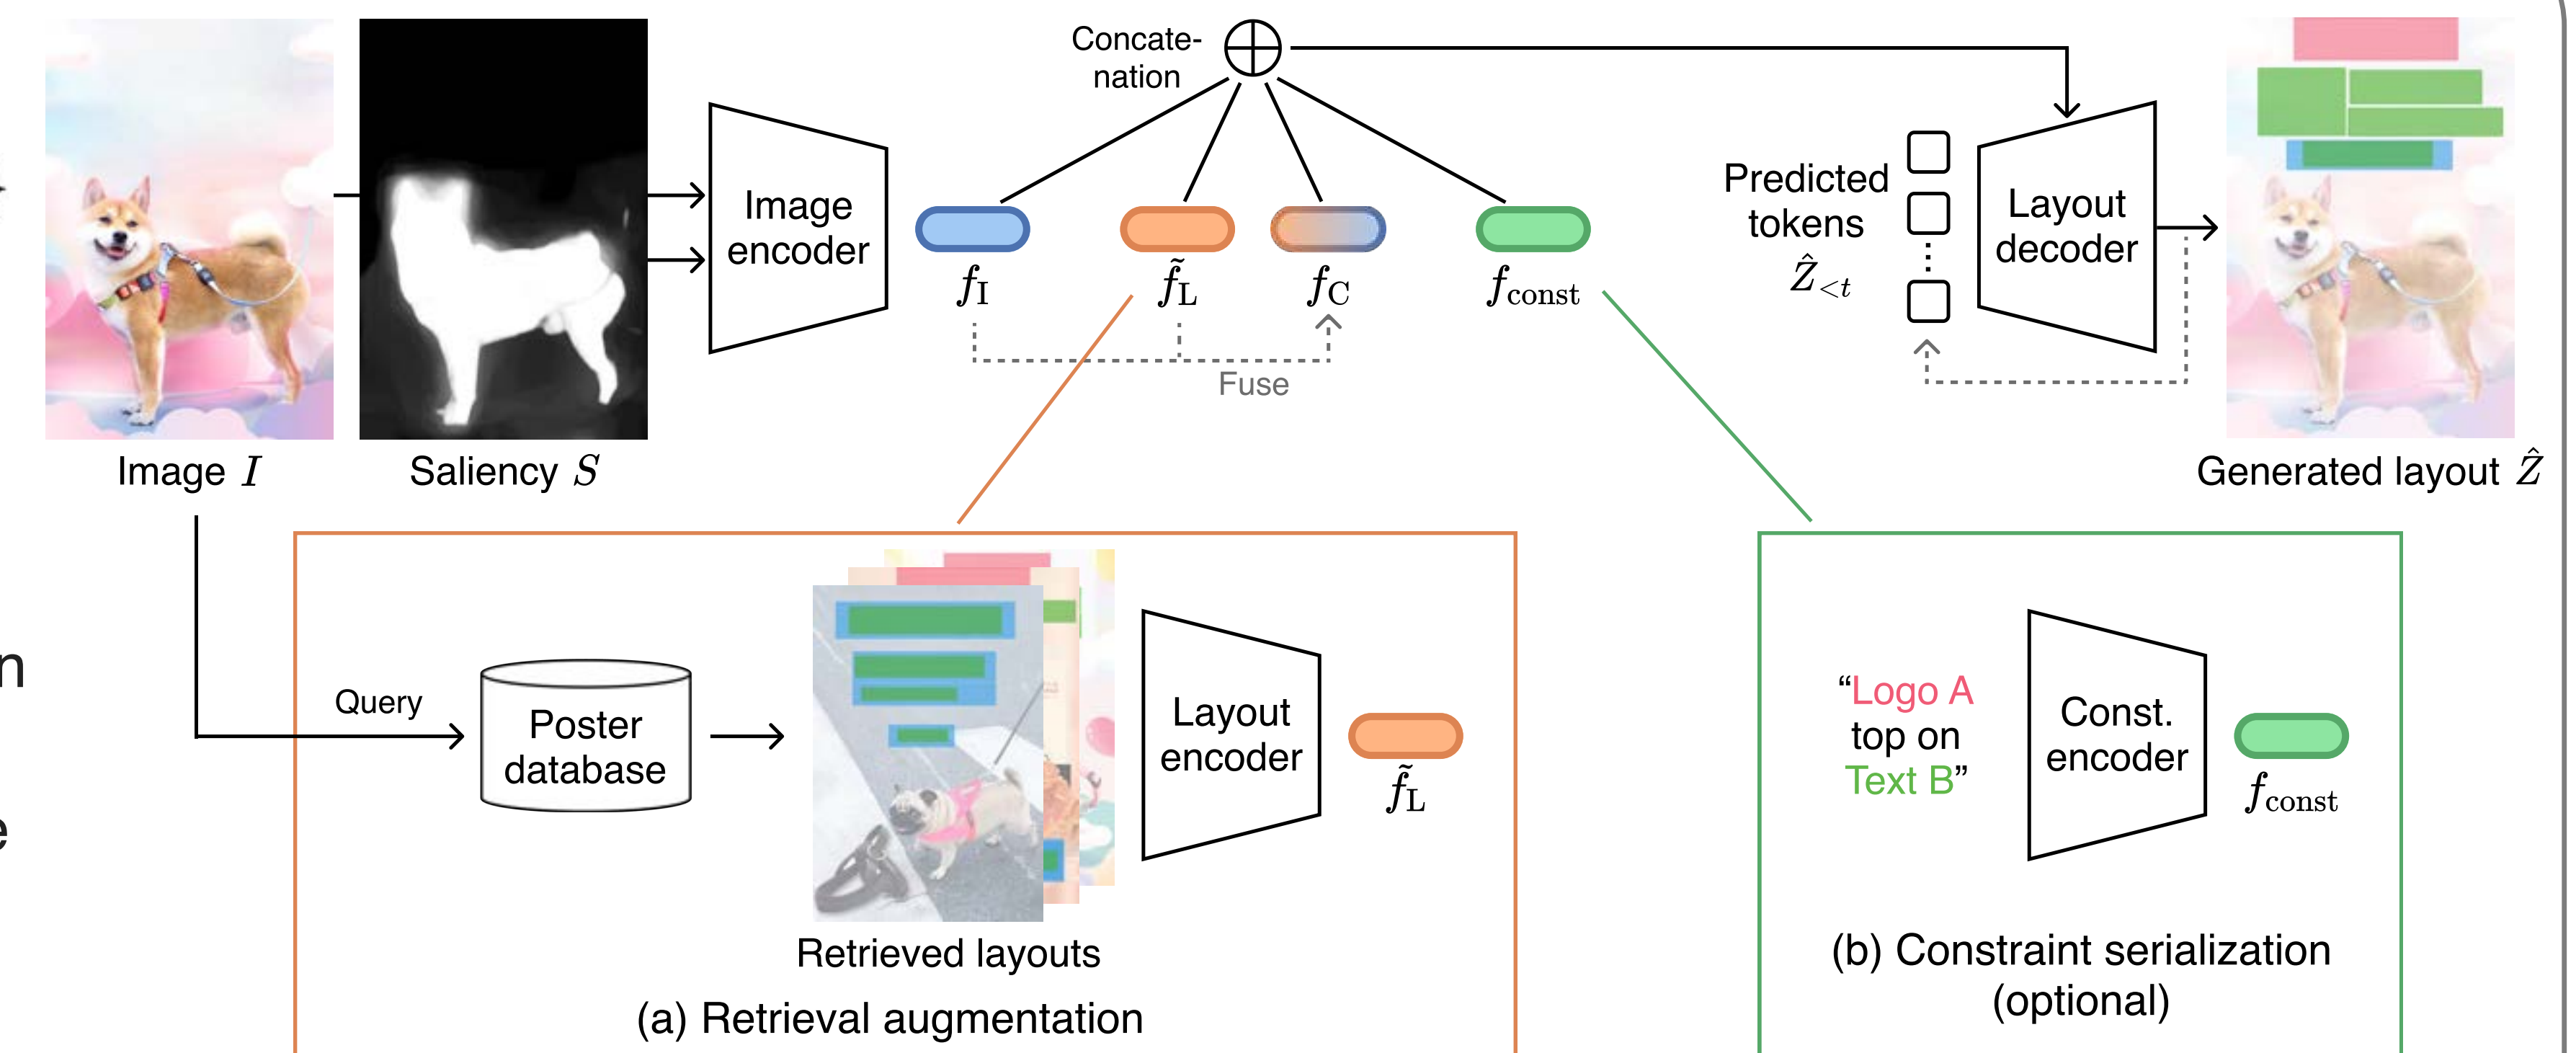 Concate-
nation
Image
encoder
f_I
f̃_L
f_C
f_const
Fuse
Predicted
tokens
Ẑ_{<t}
Layout
decoder
Image I
Saliency S
Generated layout Ẑ
n
e
Query
Poster
database
Retrieved layouts
Layout
encoder
f̃_L
(a) Retrieval augmentation
“Logo A
top on
Text B”
Const.
encoder
f_const
(b) Constraint serialization
(optional)